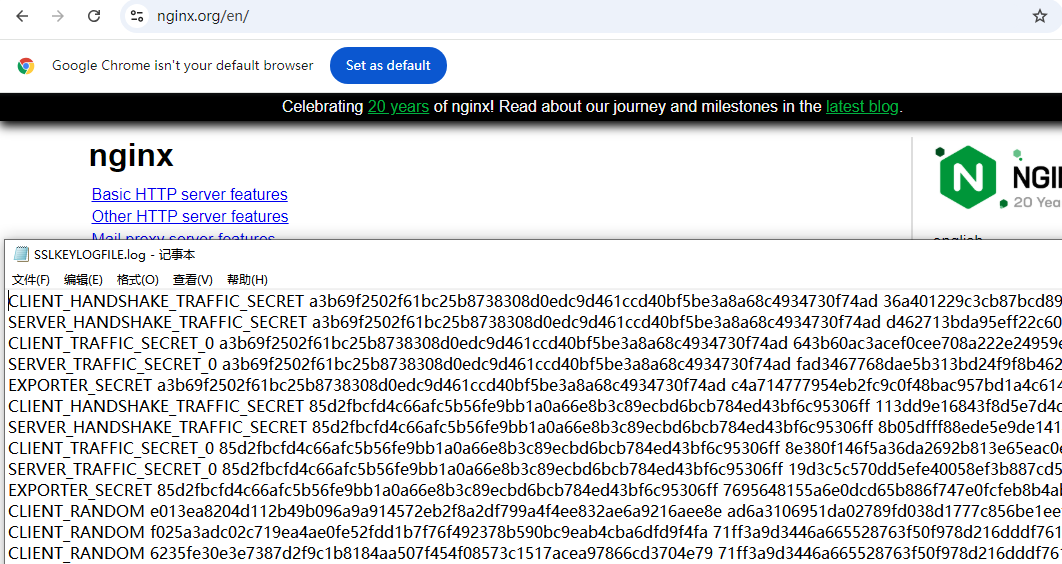 nginx.org/en/
Google Chrome isn't your default browser Set as default
Celebrating 20 years of nginx! Read about our journey and milestones in the latest blog.
nginx
Basic HTTP server features
Other HTTP server features
Mail proxy server features
english
20 Yea
SSLKEYLOGFILE.log - 记事本
文件(F) 编辑(E) 格式(O) 查看(V) 帮助(H)
CLIENT_HANDSHAKE_TRAFFIC_SECRET a3b69f2502f61bc25b8738308d0edc9d461ccd40bf5be3a8a68c4934730f74ad 36a401229c3cb87bcd89
SERVER_HANDSHAKE_TRAFFIC_SECRET a3b69f2502f61bc25b8738308d0edc9d461ccd40bf5be3a8a68c4934730f74ad d462713bda95eff22c60
CLIENT_TRAFFIC_SECRET_0 a3b69f2502f61bc25b8738308d0edc9d461ccd40bf5be3a8a68c4934730f74ad 643b60ac3acef0cee708a222e24959e
SERVER_TRAFFIC_SECRET_0 a3b69f2502f61bc25b8738308d0edc9d461ccd40bf5be3a8a68c4934730f74ad fad3467768dae5b313bd24f9f8b462
EXPORTER_SECRET a3b69f2502f61bc25b8738308d0edc9d461ccd40bf5be3a8a68c4934730f74ad c4a714777954eb2fc9c0f48bac957bd1a4c614
CLIENT_HANDSHAKE_TRAFFIC_SECRET 85d2fbcfd4c66afc5b56fe9bb1a0a66e8b3c89ecbd6bcb784ed43bf6c95306ff 113dd9e16843f8d5e7d4c
SERVER_HANDSHAKE_TRAFFIC_SECRET 85d2fbcfd4c66afc5b56fe9bb1a0a66e8b3c89ecbd6bcb784ed43bf6c95306ff 8b05dfff88ede5e9de141
CLIENT_TRAFFIC_SECRET_0 85d2fbcfd4c66afc5b56fe9bb1a0a66e8b3c89ecbd6bcb784ed43bf6c95306ff 8e380f146f5a36da2692b813e65eac0e
SERVER_TRAFFIC_SECRET_0 85d2fbcfd4c66afc5b56fe9bb1a0a66e8b3c89ecbd6bcb784ed43bf6c95306ff 19d3c5c570dd5efe40058ef3b887cd5
EXPORTER_SECRET 85d2fbcfd4c66afc5b56fe9bb1a0a66e8b3c89ecbd6bcb784ed43bf6c95306ff 7695648155a6e0dcd65b886f747e0fcfeb8b4al
CLIENT_RANDOM e013ea8204d112b49b096a9a914572eb2f8a2df799a4f4ee832ae6a9216aee8e ad6a3106951da02789fd038d1777c856be1ee
CLIENT_RANDOM f025a3adc02c719ea4ae0fe52fdd1b7f76f492378b590bc9eab4cba6dfd9f4fa 71ff3a9d3446a665528763f50f978d216dddf761
CLIENT_RANDOM 6235fe30e3e7387d2f9c1b8184aa507f454f08573c1517acea97866cd3704e79 71ff3a9d3446a665528763f50f978d216dddf761